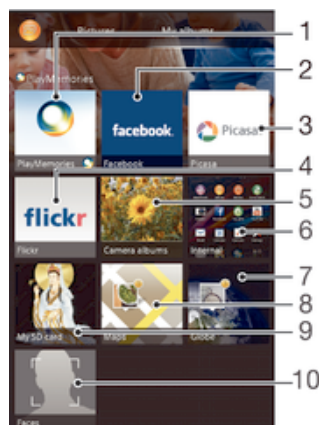 Pictures My albums
PlayMemories
facebook.
Picasa
PlayMemories Facebook Picasa
flickr
Flickr Camera albums Internal
My SD card Maps Globe
Faces
1
2
3
4
5
6
7
8
9
10